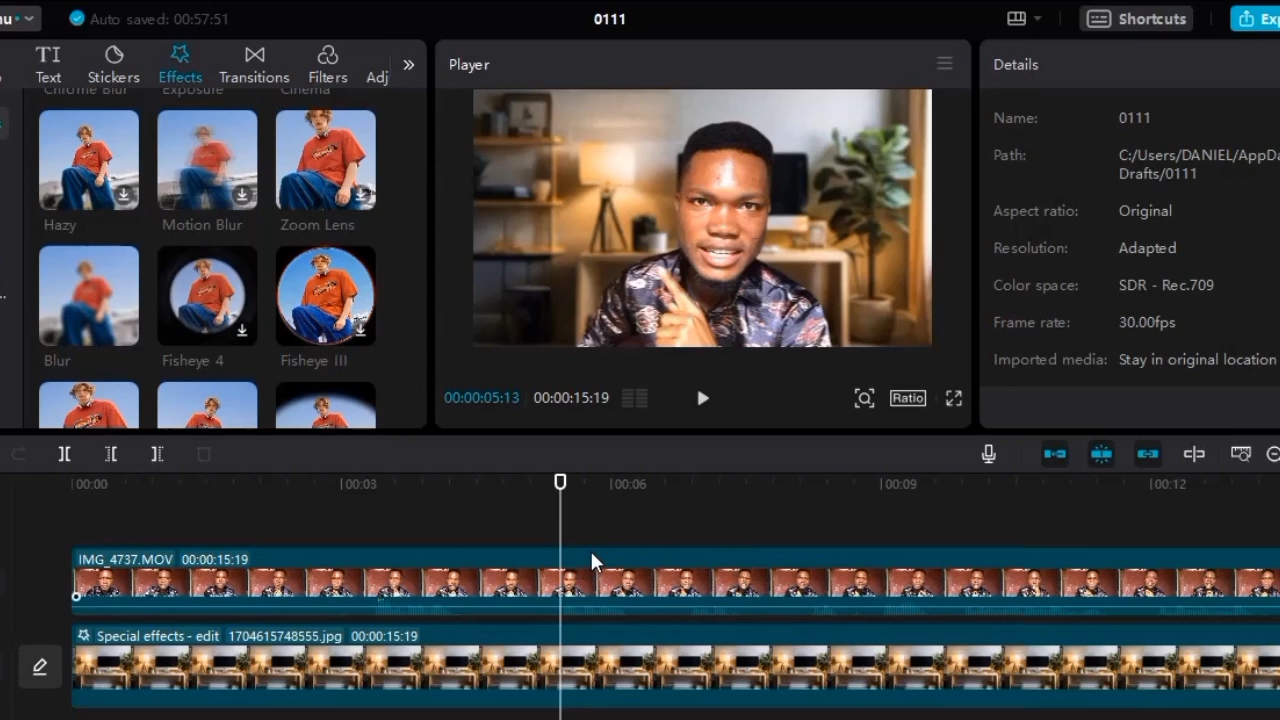 Auto saved: 00:57:51
0111
Shortcuts
Text
Stickers
Effects
Transitions
Filters
Adj
Player
Details
Chrome Blur
Exposure
Cinema
Hazy
Motion Blur
Zoom Lens
Blur
Fisheye 4
Fisheye III
Name: 0111
Path: C:/Users/DANIEL/AppDa
Drafts/0111
Aspect ratio: Original
Resolution: Adapted
Color space: SDR - Rec.709
Frame rate: 30.00fps
Imported media: Stay in original location
00:00:05:13
00:00:15:19
Ratio
00:00
00:03
00:06
00:09
00:12
IMG_4737.MOV 00:00:15:19
Special effects - edit 1704615748555.jpg 00:00:15:19